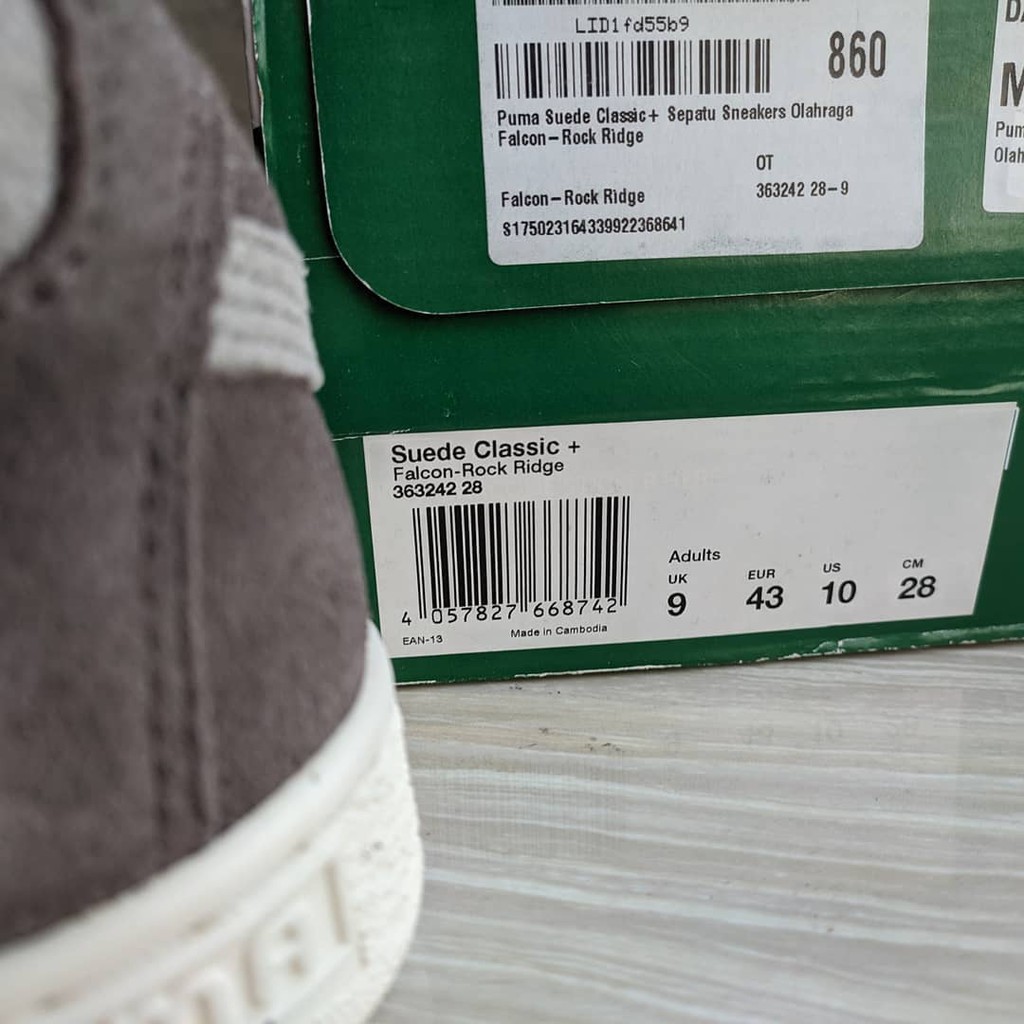 LID1fd55b9
860
Puma Suede Classic+ Sepatu Sneakers Olahraga
Falcon-Rock Ridge
OT
Falcon-Rock Ridge
363242 28-9
S175023164339922368641
M
Pum
Olah
Suede Classic +
Falcon-Rock Ridge
363242 28
4 057827 668742
EAN-13
Made in Cambodia
Adults
UK EUR US CM
9 43 10 28